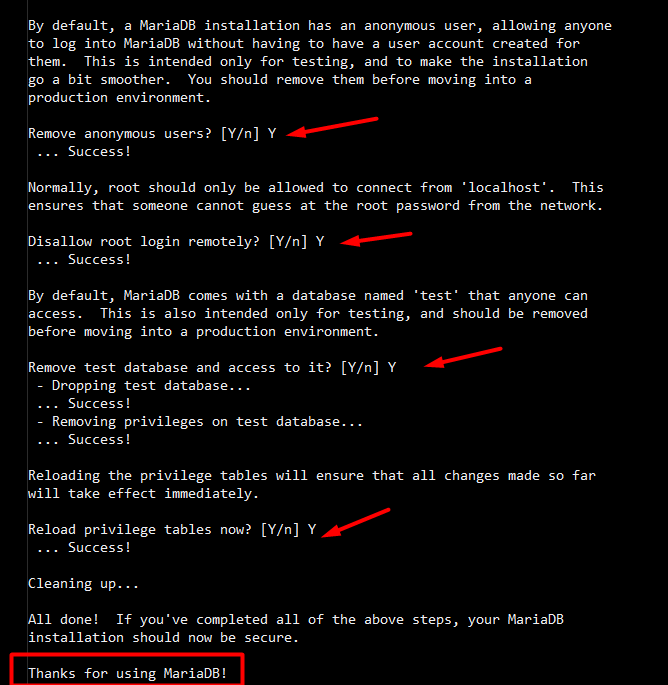 By default, a MariaDB installation has an anonymous user, allowing anyone
to log into MariaDB without having to have a user account created for
them.  This is intended only for testing, and to make the installation
go a bit smoother.  You should remove them before moving into a
production environment.
Remove anonymous users? [Y/n] Y
... Success!
Normally, root should only be allowed to connect from 'localhost'.  This
ensures that someone cannot guess at the root password from the network.
Disallow root login remotely? [Y/n] Y
... Success!
By default, MariaDB comes with a database named 'test' that anyone can
access.  This is also intended only for testing, and should be removed
before moving into a production environment.
Remove test database and access to it? [Y/n] Y
- Dropping test database...
... Success!
- Removing privileges on test database...
... Success!
Reloading the privilege tables will ensure that all changes made so far
will take effect immediately.
Reload privilege tables now? [Y/n] Y
... Success!
Cleaning up...
All done!  If you've completed all of the above steps, your MariaDB
installation should now be secure.
Thanks for using MariaDB!